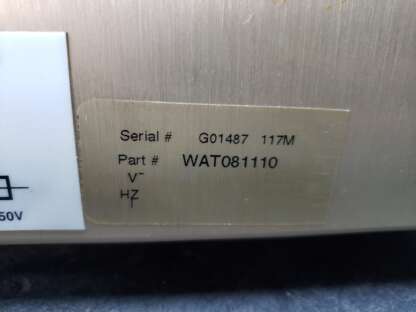 Serial # G01487 117M
Part # WAT081110
V~
HZ
50V